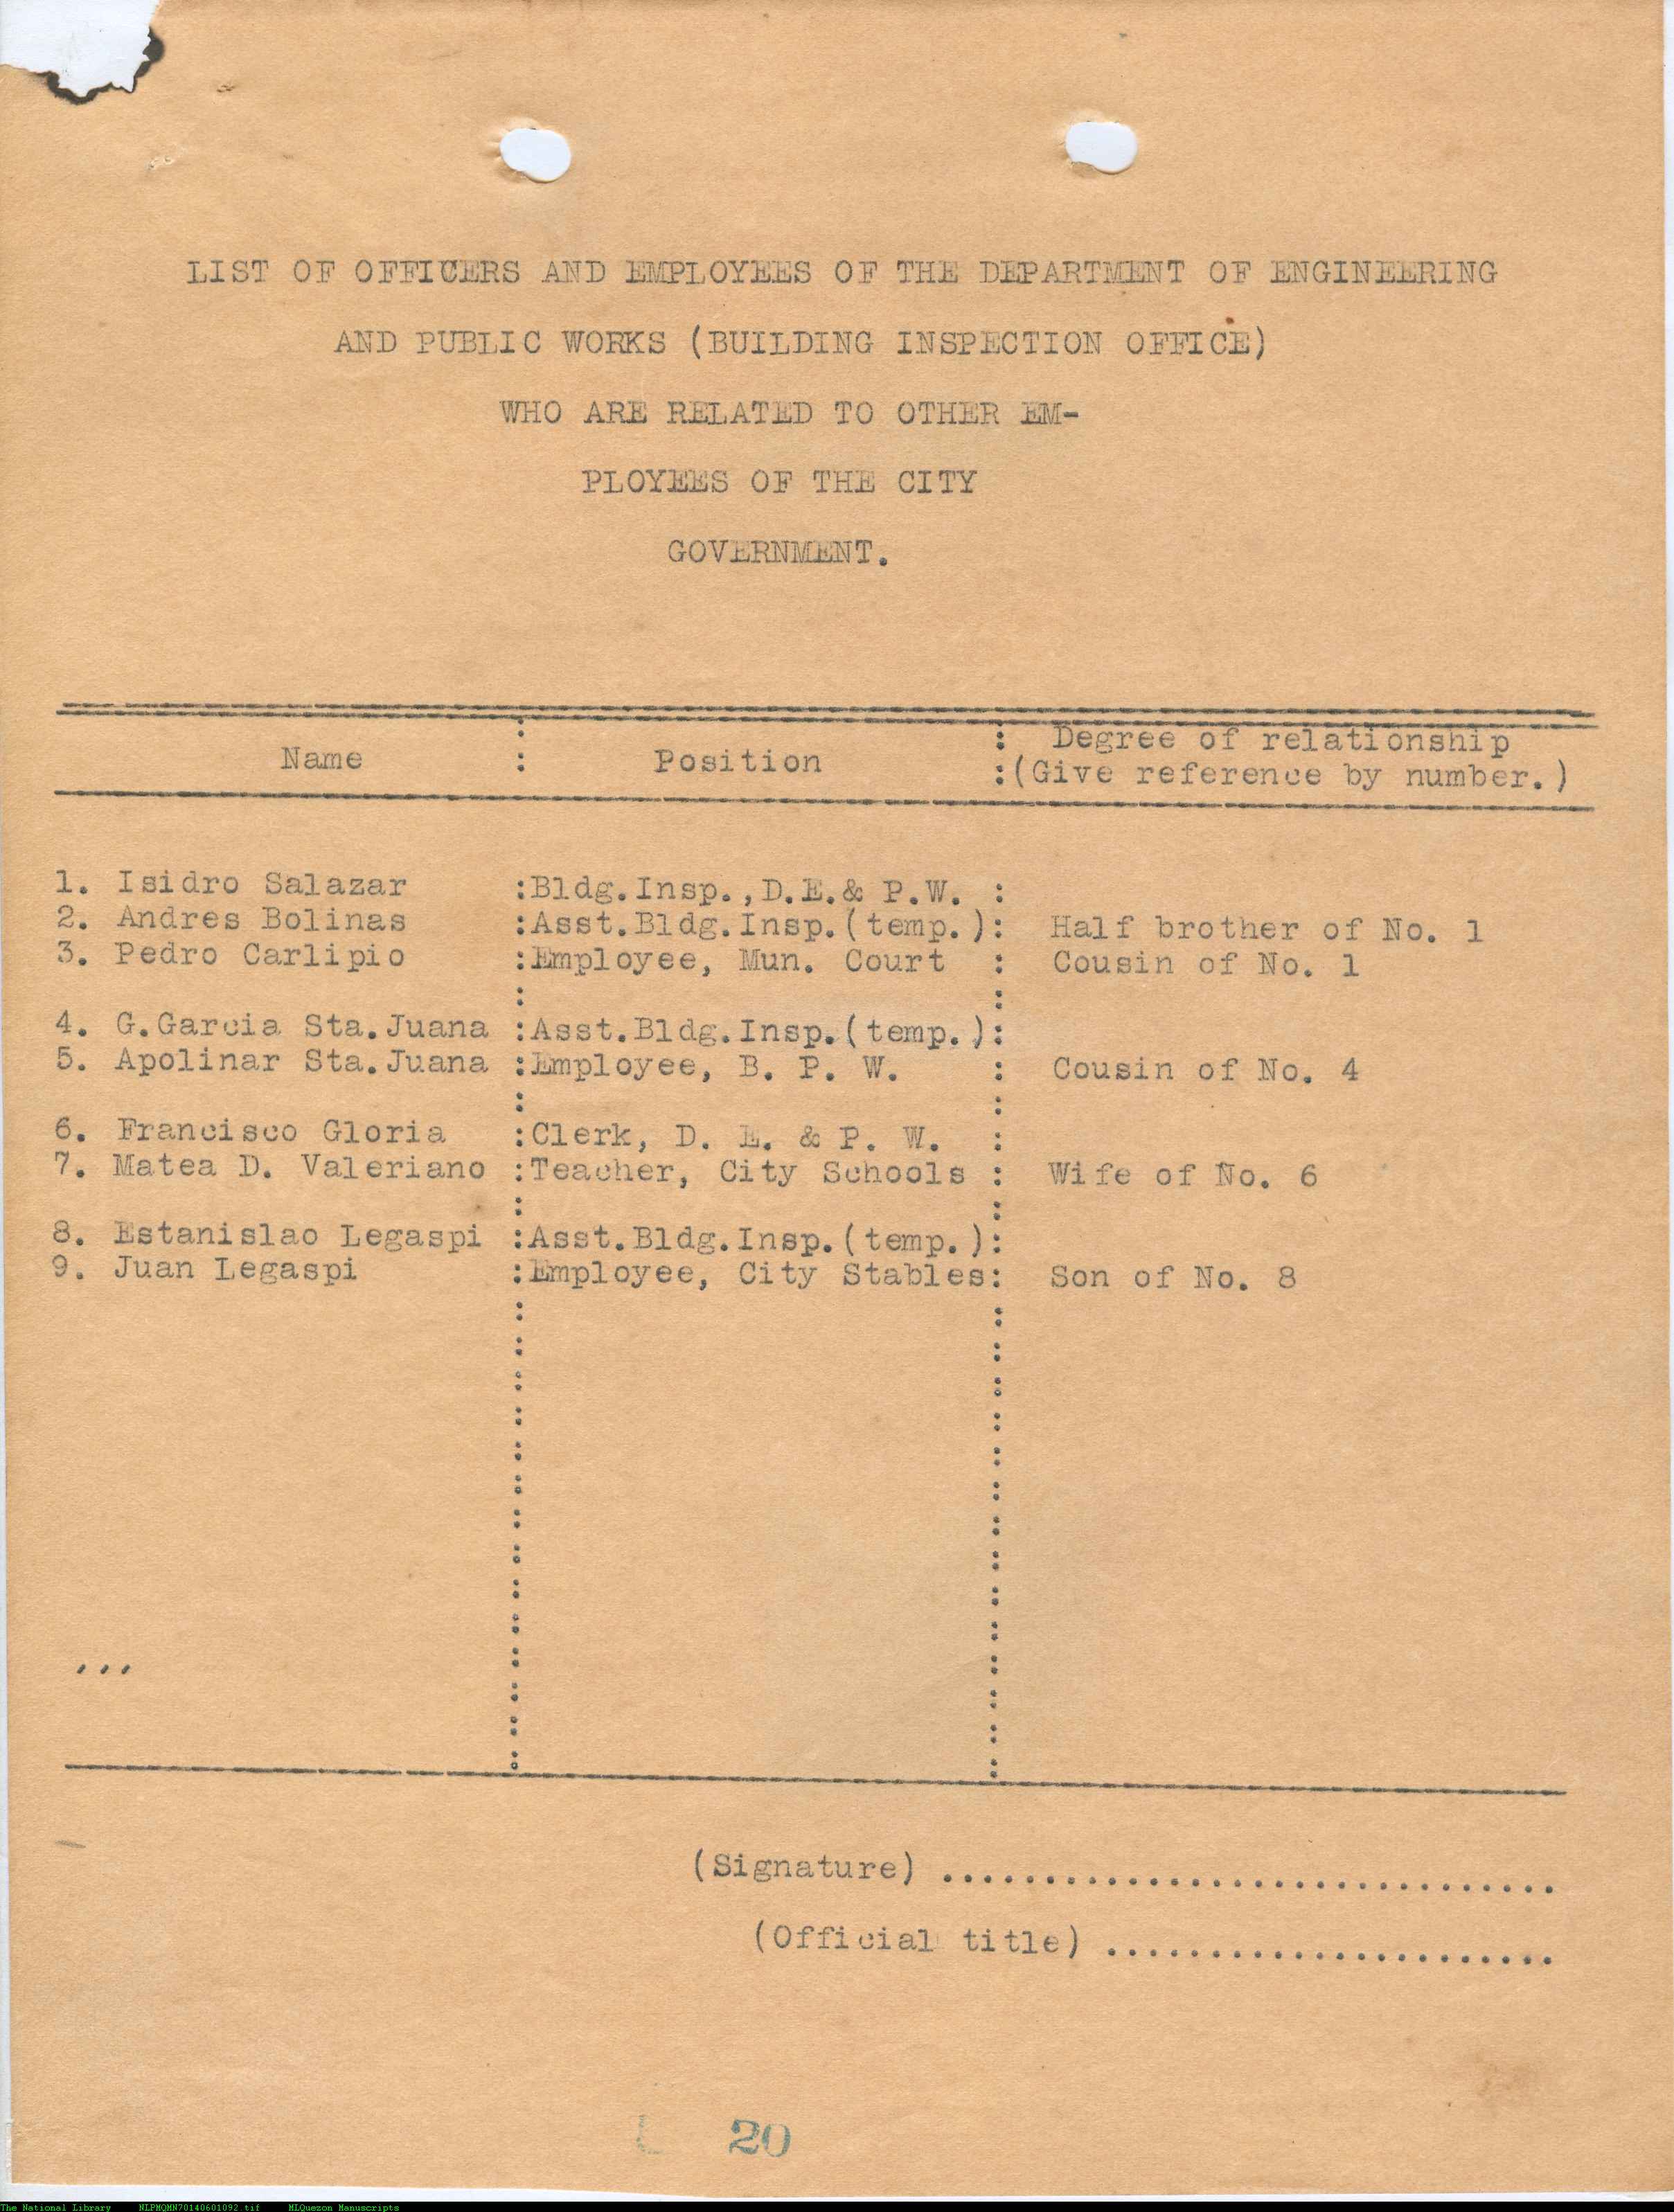 LIST OF OFFICERS AND EMPLOYEES OF THE DEPARTMENT OF ENGINEERING
AND PUBLIC WORKS (BUILDING INSPECTION OFFICE)
WHO ARE RELATED TO OTHER EM-
PLOYEES OF THE CITY
GOVERNMENT.
Name : Position : Degree of relationship
:(Give reference by number.)
1. Isidro Salazar :Bldg.Insp.,D.E.& P.W. :
2. Andres Bolinas :Asst.Bldg.Insp.(temp.): Half brother of No. 1
3. Pedro Carlipio :Employee, Mun. Court : Cousin of No. 1
4. G.Garcia Sta.Juana :Asst.Bldg.Insp.(temp.):
5. Apolinar Sta.Juana :Employee, B. P. W. : Cousin of No. 4
6. Francisco Gloria :Clerk, D. E. & P. W. :
7. Matea D. Valeriano :Teacher, City Schools : Wife of No. 6
8. Estanislao Legaspi :Asst.Bldg.Insp.(temp.):
9. Juan Legaspi :Employee, City Stables: Son of No. 8
,,,
(Signature) ..............................
(Official title) ......................
20
The National Library NLPMQMN70140601092.tif MLQuezon Manuscripts